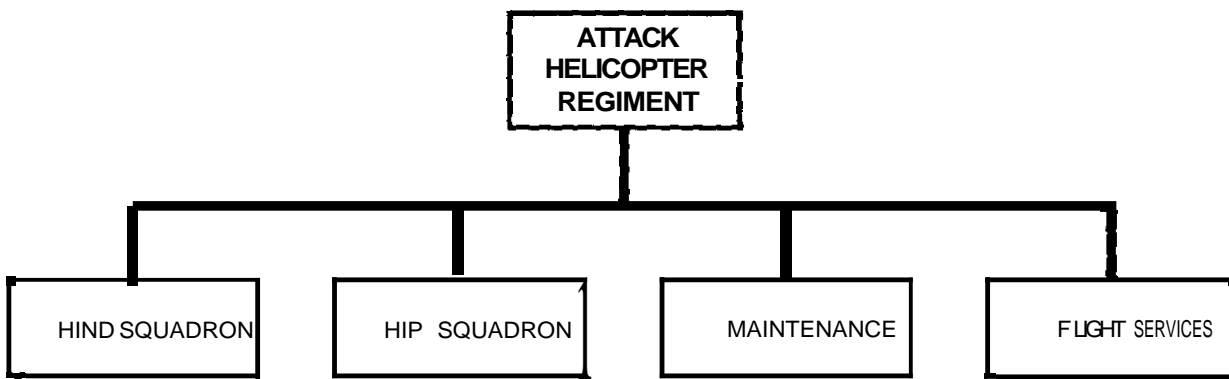 ATTACK
HELICOPTER
REGIMENT
HIND SQUADRON
HIP SQUADRON
MAINTENANCE
FLIGHT SERVICES